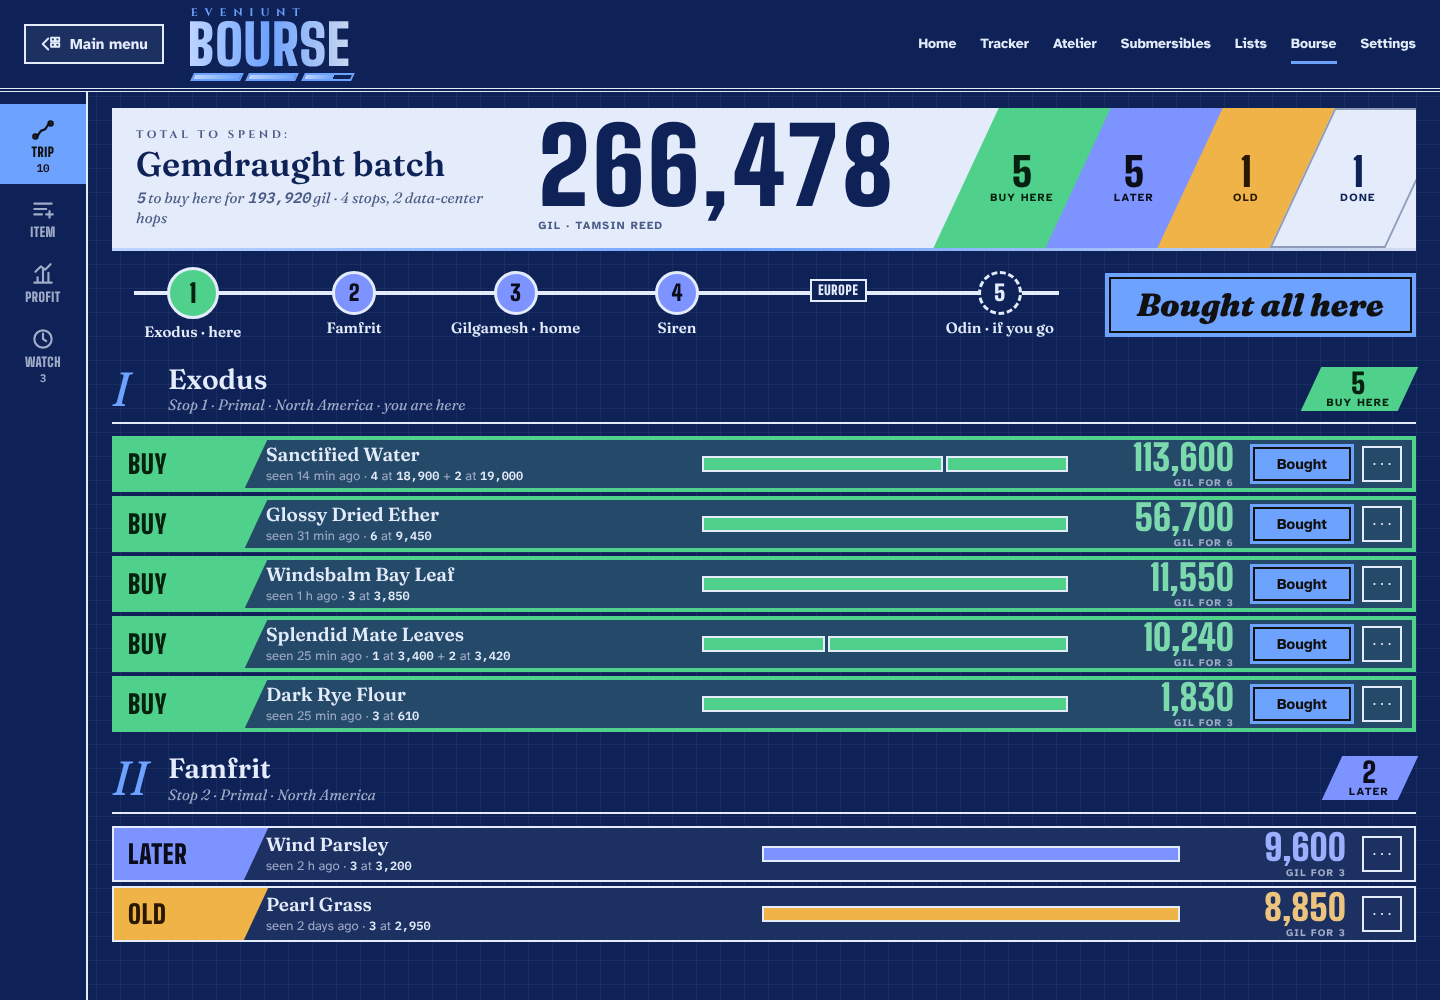 Main menu
EVENIUNT
BOURSE
Home
Tracker
Atelier
Submersibles
Lists
Bourse
Settings
TRIP
10
ITEM
PROFIT
WATCH
3
TOTAL TO SPEND:
Gemdraught batch
5 to buy here for 193,920 gil · 4 stops, 2 data-center
hops
266,478
GIL · TAMSIN REED
5
BUY HERE
5
LATER
1
OLD
1
DONE
1
Exodus · here
2
Famfrit
3
Gilgamesh · home
4
Siren
EUROPE
5
Odin · if you go
Bought all here
I
Exodus
Stop 1 · Primal · North America · you are here
5
BUY HERE
BUY
Sanctified Water
seen 14 min ago · 4 at 18,900 + 2 at 19,000
113,600
GIL FOR 6
Bought
...
BUY
Glossy Dried Ether
seen 31 min ago · 6 at 9,450
56,700
GIL FOR 6
Bought
...
BUY
Windsbalm Bay Leaf
seen 1 h ago · 3 at 3,850
11,550
GIL FOR 3
Bought
...
BUY
Splendid Mate Leaves
seen 25 min ago · 1 at 3,400 + 2 at 3,420
10,240
GIL FOR 3
Bought
...
BUY
Dark Rye Flour
seen 25 min ago · 3 at 610
1,830
GIL FOR 3
Bought
...
II
Famfrit
Stop 2 · Primal · North America
2
LATER
LATER
Wind Parsley
seen 2 h ago · 3 at 3,200
9,600
GIL FOR 3
...
OLD
Pearl Grass
seen 2 days ago · 3 at 2,950
8,850
GIL FOR 3
...